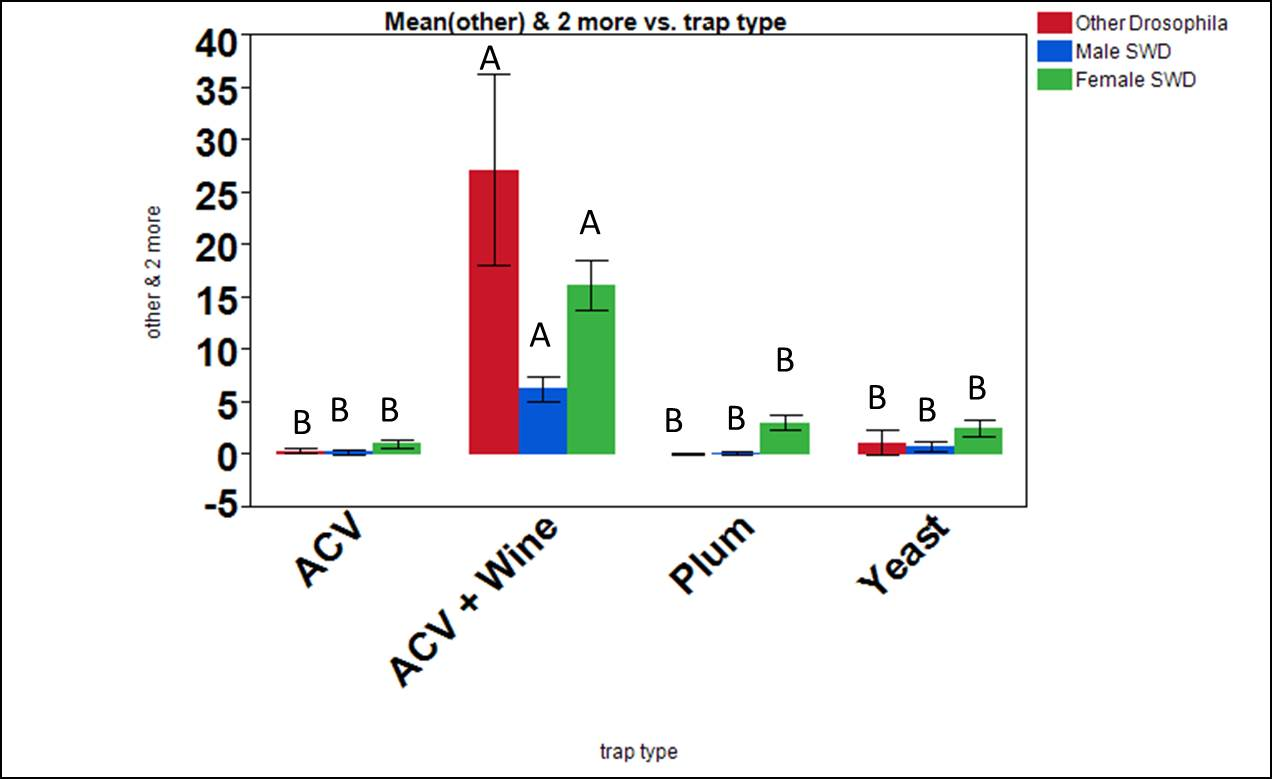 Mean(other) & 2 more vs. trap type
Other Drosophila
Male SWD
Female SWD
other & 2 more
40
35
30
25
20
15
10
5
0
-5
A
A
A
B
B
B
B
B
B
B
B
B
ACV
ACV + Wine
Plum
Yeast
trap type